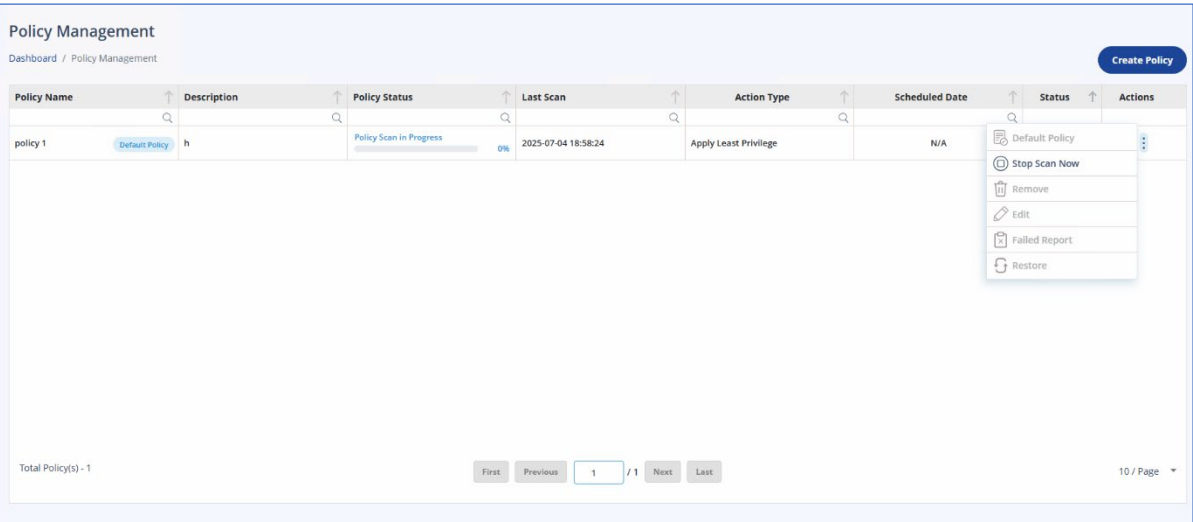 Policy Management
Dashboard / Policy Management
Create Policy
Policy Name Description Policy Status Last Scan Action Type Scheduled Date Status Actions
policy 1 Default Policy h Policy Scan in Progress 0% 2025-07-04 18:58:24 Apply Least Privilege N/A
Default Policy
Stop Scan Now
Remove
Edit
Failed Report
Restore
Total Policy(s) - 1 First Previous 1 / 1 Next Last 10 / Page